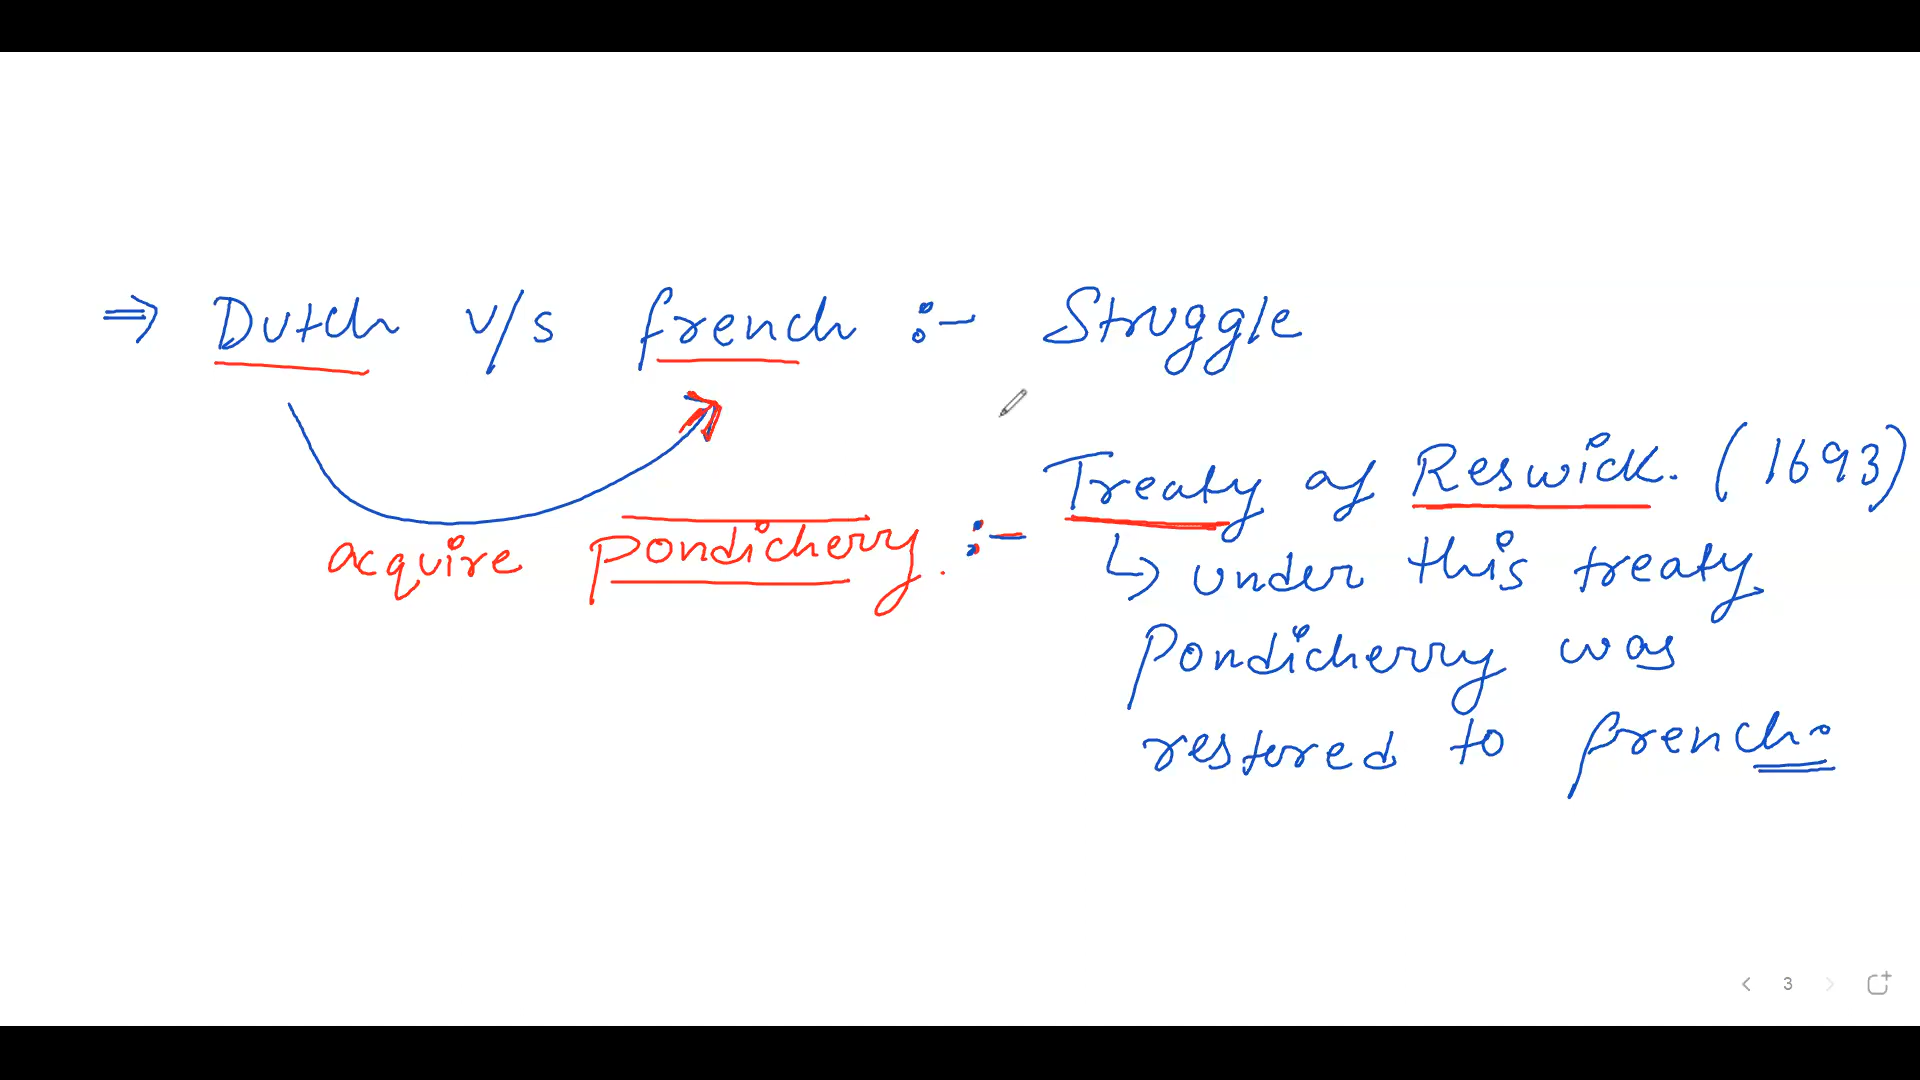 ⇒ Dutch v/s french :- Struggle
acquire Pondicherry. :- Treaty of Reswick. (1693)
↳ under this treaty
Pondicherry was
restored to french.
3